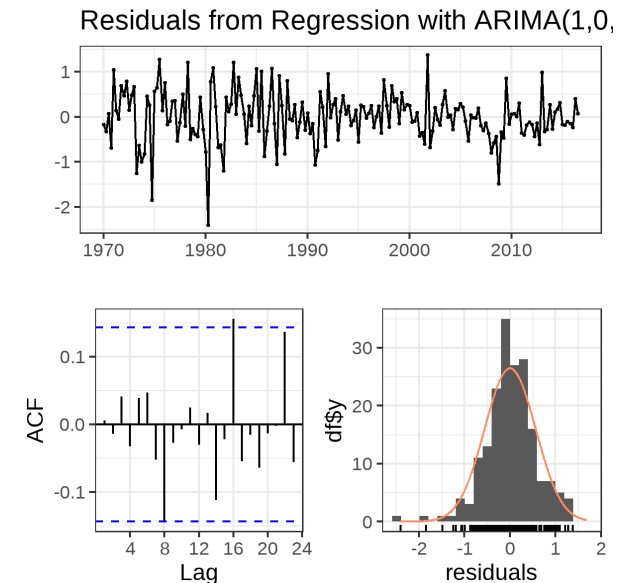 Residuals from Regression with ARIMA(1,0,
1
0
-1
-2
1970 1980 1990 2000 2010
ACF
0.1
0.0
-0.1
4 8 12 16 20 24
Lag
df$y
30
20
10
0
-2 -1 0 1 2
residuals